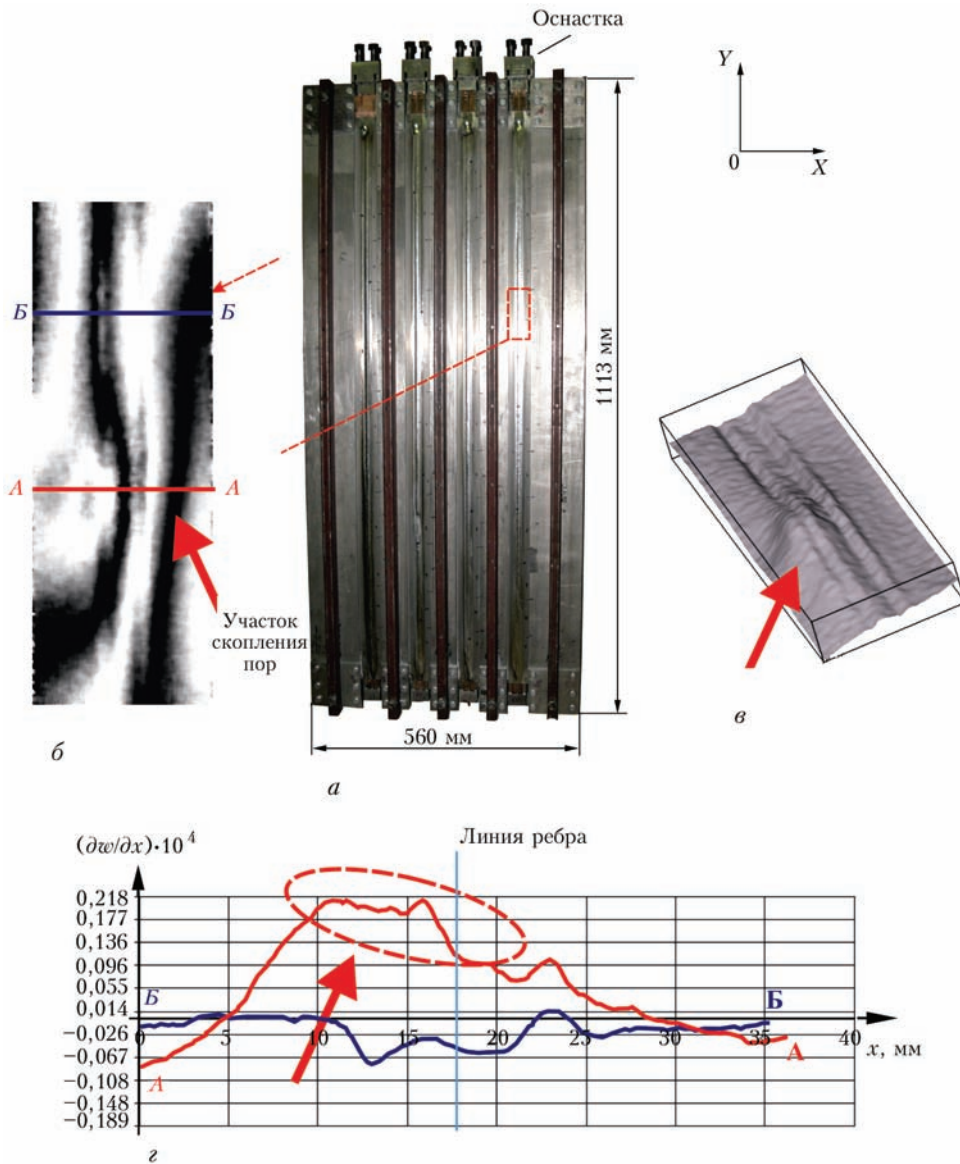 Оснастка
Y
0
X
Б Б
А А
Участок
скопления
пор
1113 мм
560 мм
б
а
в
(∂w/∂x)·10⁴
Линия ребра
0,218
0,177
0,136
0,096
0,055
0,014
−0,026
−0,067
−0,108
−0,148
−0,189
Б Б
А А
0 5 10 15 20 25 30 35 40
x, мм
г